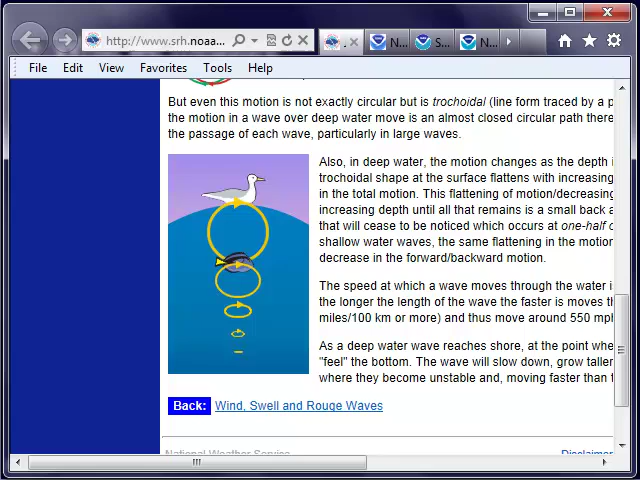 http://www.srh.noaa...
N...
S...
N...
File Edit View Favorites Tools Help
But even this motion is not exactly circular but is trochoidal (line form traced by a p
the motion in a wave over deep water move is an almost closed circular path there
the passage of each wave, particularly in large waves.
Also, in deep water, the motion changes as the depth i
trochoidal shape at the surface flattens with increasing
in the total motion. This flattening of motion/decreasing
increasing depth until all that remains is a small back a
that will cease to be noticed which occurs at one-half
shallow water waves, the same flattening in the motion
decrease in the forward/backward motion.
The speed at which a wave moves through the water is
the longer the length of the wave the faster is moves th
miles/100 km or more) and thus move around 550 mph
As a deep water wave reaches shore, at the point whe
"feel" the bottom. The wave will slow down, grow taller
where they become unstable and, moving faster than
Back: Wind, Swell and Rouge Waves
National Weather Service
Disclaimer